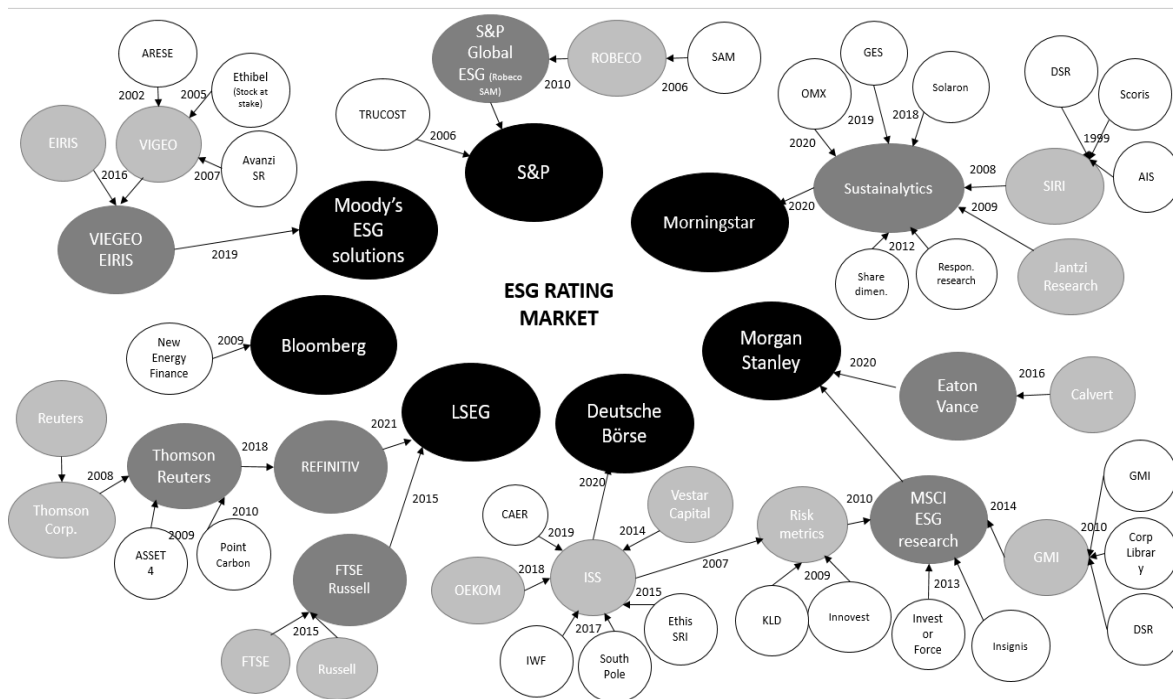 ARESE
2002
Ethibel
(Stock at
stake)
2005
EIRIS
VIGEO
2016
2007
Avanzi
SR
VIEGEO
EIRIS
2019
Moody's
ESG
solutions
S&P
Global
ESG (Robeco
SAM)
2010
ROBECO
2006
SAM
TRUCOST
2006
S&P
GES
OMX
2019
2018
Solaron
2020
DSR
Scoris
1999
AIS
Sustainalytics
2008
SIRI
2009
2020
Morningstar
2012
Share
dimen.
Respon.
research
Jantzi
Research
ESG RATING
MARKET
New
Energy
Finance
2009
Bloomberg
Morgan
Stanley
2020
Eaton
Vance
2016
Calvert
Reuters
Thomson
Corp.
2008
Thomson
Reuters
2018
REFINITIV
2021
LSEG
2009
2010
ASSET
4
Point
Carbon
2015
FTSE
Russell
2015
FTSE
Russell
Deutsche
Börse
2020
CAER
2019
2014
Vestar
Capital
OEKOM
2018
ISS
2007
2015
2017
IWF
South
Pole
Ethis
SRI
Risk
metrics
2010
2009
KLD
Innovest
MSCI
ESG
research
2014
2013
Invest
or
Force
Insignis
GMI
2010
GMI
Corp
Librar
y
DSR